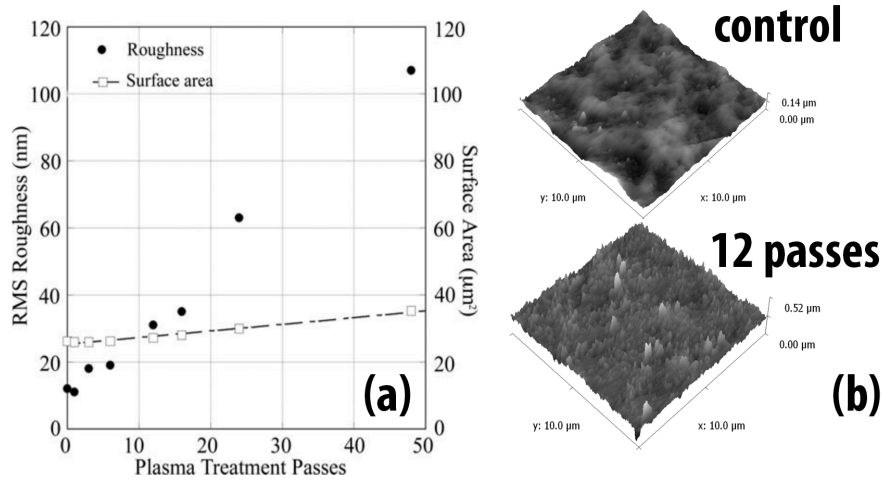 120
100
80
60
40
20
0
RMS Roughness (nm)
Roughness
Surface area
120
100
80
60
40
20
0
Surface Area (μm²)
0
10
20
30
40
50
Plasma Treatment Passes
(a)
control
0.14 μm
0.00 μm
y: 10.0 μm
x: 10.0 μm
12 passes
0.52 μm
0.00 μm
y: 10.0 μm
x: 10.0 μm
(b)